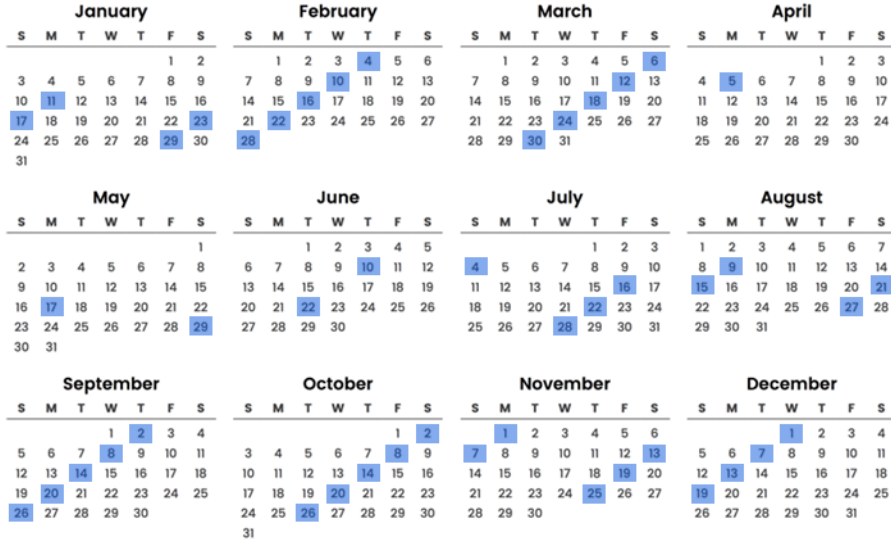 January February March April
S M T W T F S S M T W T F S S M T W T F S S M T W T F S
1 2 1 2 3 4 5 6 1 2 3 4 5 6 1 2 3
3 4 5 6 7 8 9 7 8 9 10 11 12 13 7 8 9 10 11 12 13 4 5 6 7 8 9 10
10 11 12 13 14 15 16 14 15 16 17 18 19 20 14 15 16 17 18 19 20 11 12 13 14 15 16 17
17 18 19 20 21 22 23 21 22 23 24 25 26 27 21 22 23 24 25 26 27 18 19 20 21 22 23 24
24 25 26 27 28 29 30 28 28 29 30 31 25 26 27 28 29 30
31
May June July August
S M T W T F S S M T W T F S S M T W T F S S M T W T F S
1 1 2 3 4 5 1 2 3 1 2 3 4 5 6 7
2 3 4 5 6 7 8 6 7 8 9 10 11 12 4 5 6 7 8 9 10 8 9 10 11 12 13 14
9 10 11 12 13 14 15 13 14 15 16 17 18 19 11 12 13 14 15 16 17 15 16 17 18 19 20 21
16 17 18 19 20 21 22 20 21 22 23 24 25 26 18 19 20 21 22 23 24 22 23 24 25 26 27 28
23 24 25 26 27 28 29 27 28 29 30 25 26 27 28 29 30 31 29 30 31
30 31
September October November December
S M T W T F S S M T W T F S S M T W T F S S M T W T F S
1 2 3 4 1 2 1 2 3 4 5 6 1 2 3 4
5 6 7 8 9 10 11 3 4 5 6 7 8 9 7 8 9 10 11 12 13 5 6 7 8 9 10 11
12 13 14 15 16 17 18 10 11 12 13 14 15 16 14 15 16 17 18 19 20 12 13 14 15 16 17 18
19 20 21 22 23 24 25 17 18 19 20 21 22 23 21 22 23 24 25 26 27 19 20 21 22 23 24 25
26 27 28 29 30 24 25 26 27 28 29 30 28 29 30 26 27 28 29 30 31
31